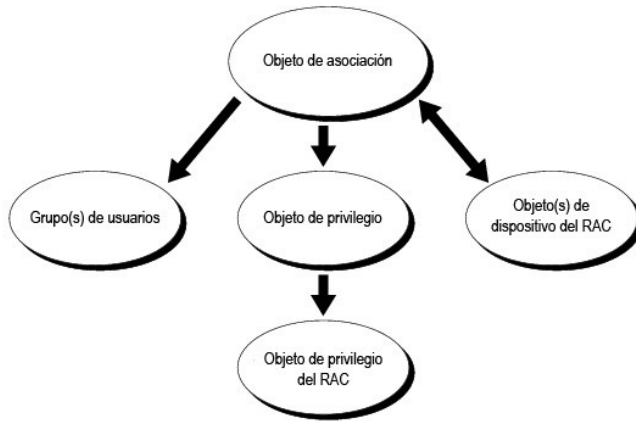 Objeto de asociación
Grupo(s) de usuarios
Objeto de privilegio
Objeto(s) de
dispositivo del RAC
Objeto de privilegio
del RAC